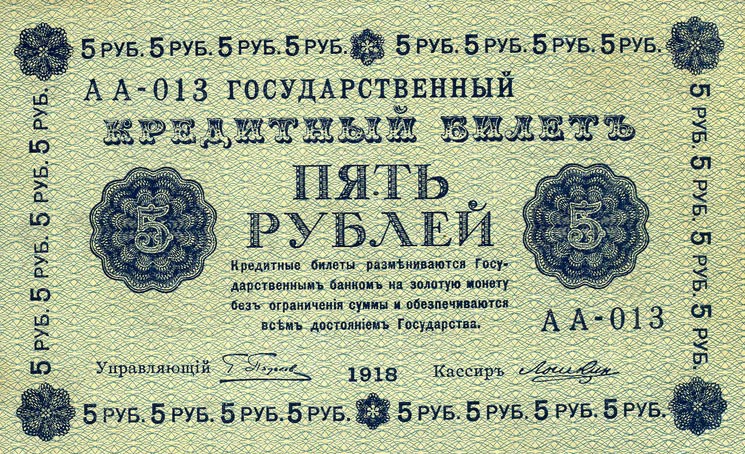 5 РУБ. 5 РУБ. 5 РУБ. 5 РУБ. 5 РУБ. 5 РУБ. 5 РУБ. 5 РУБ.
АА-013 ГОСУДАРСТВЕННЫЙ
КРЕДИТНЫЙ БИЛЕТЪ
ПЯТЬ
РУБЛЕЙ
5
5
Кредитные билеты размѣниваются Госу-
дарственнымъ банкомъ на золотую монету
безъ ограниченія суммы и обезпечиваются
всѣмъ достояніемъ Государства.
АА-013
Управляющій
1918
Кассиръ
5 РУБ. 5 РУБ. 5 РУБ. 5 РУБ. 5 РУБ. 5 РУБ. 5 РУБ. 5 РУБ.
5 РУБ. 5 РУБ. 5 РУБ. 5 РУБ.
5 РУБ. 5 РУБ. 5 РУБ. 5 РУБ.